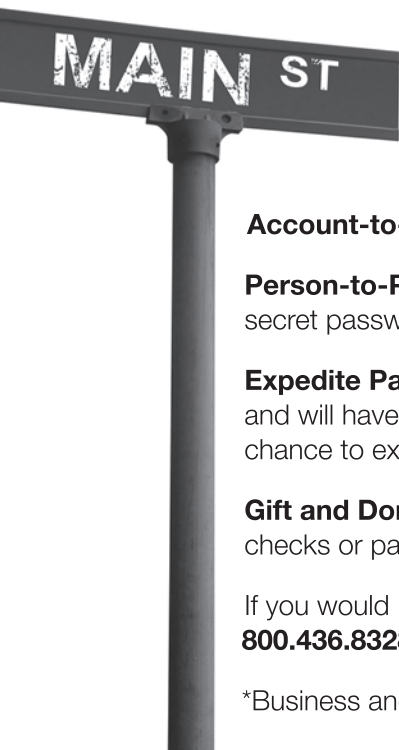 MAIN ST
Account-to-
Person-to-P
secret passw
Expedite Pa
and will have
chance to ex
Gift and Don
checks or pa
If you would
800.436.832
*Business an